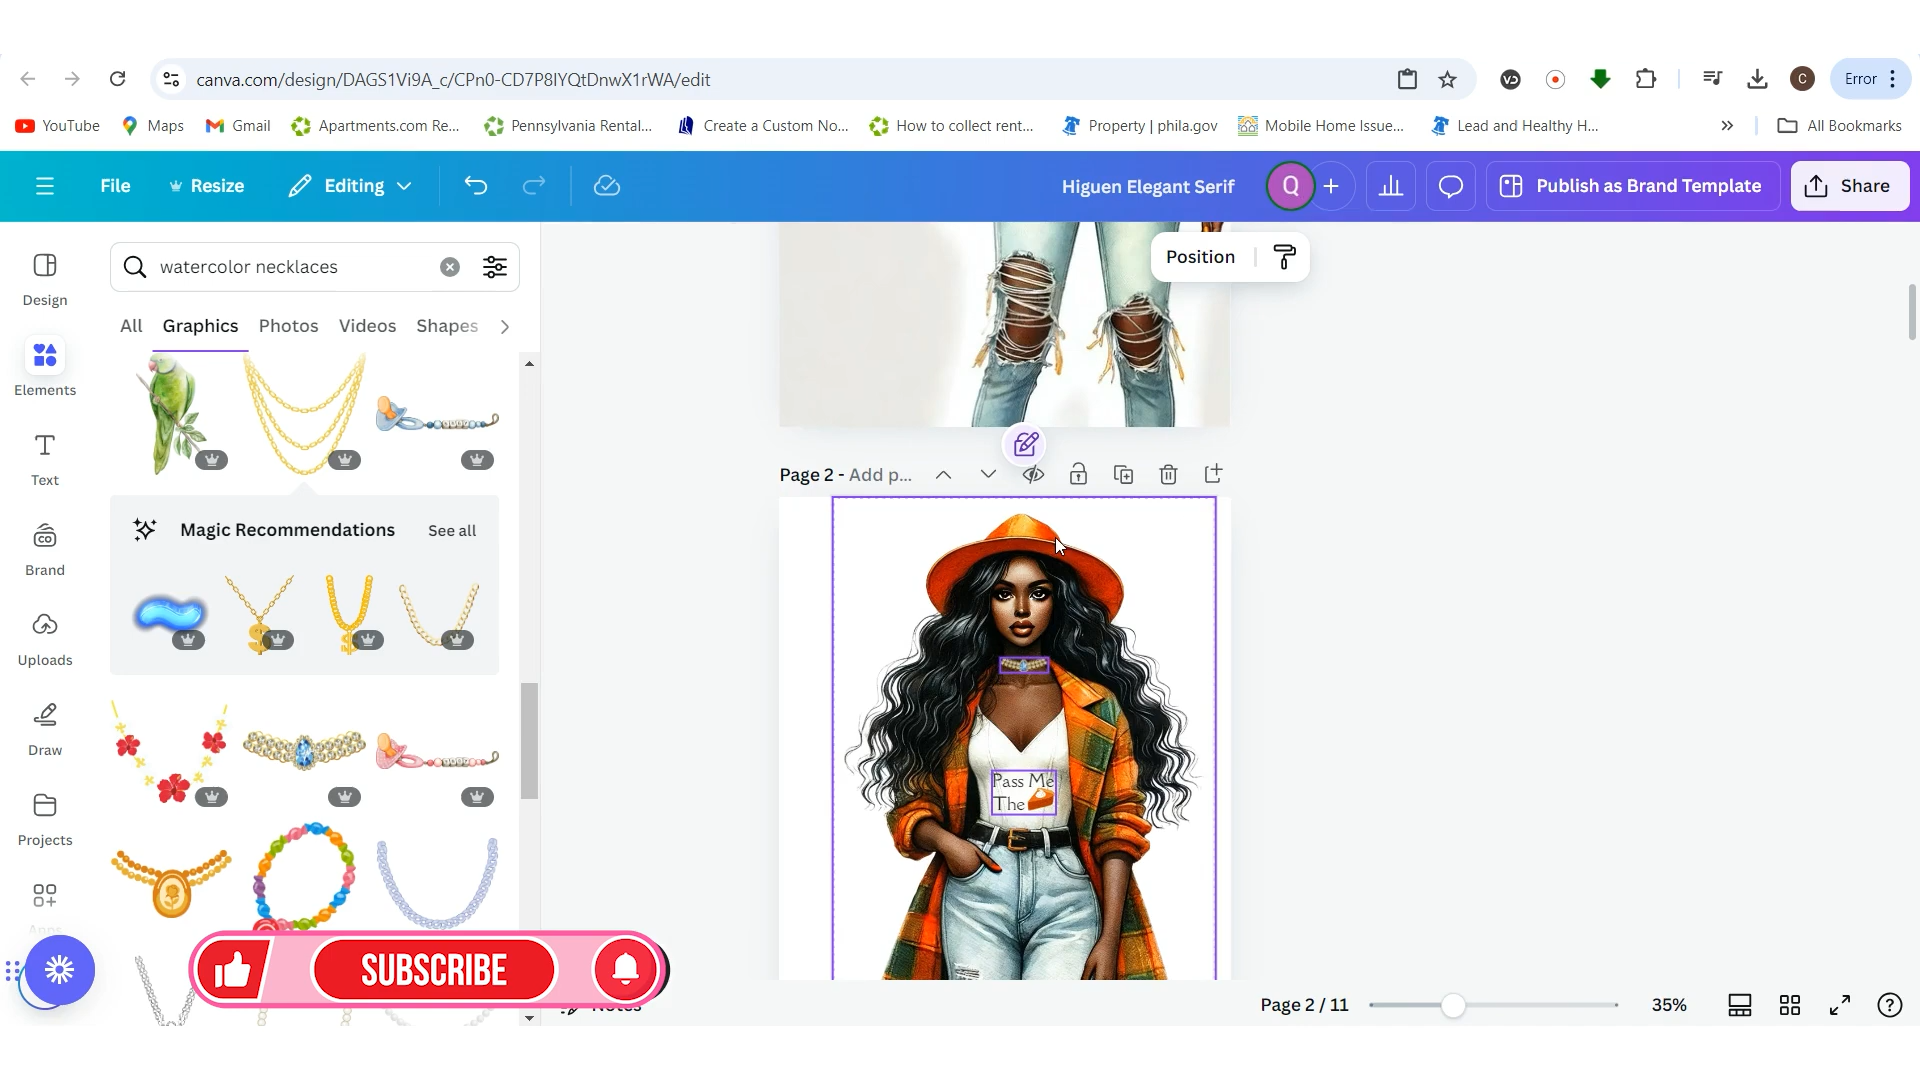 canva.com/design/DAGS1Vi9A_c/CPn0-CD7P8IYQtDnwX1rWA/edit
C
Error
YouTube
Maps
Gmail
Apartments.com Re...
Pennsylvania Rental...
Create a Custom No...
How to collect rent...
Property | phila.gov
Mobile Home Issue...
Lead and Healthy H...
All Bookmarks
File
Resize
Editing
Higuen Elegant Serif
Q
Publish as Brand Template
Share
Design
Elements
Text
Brand
Uploads
Draw
Projects
Apps
watercolor necklaces
All
Graphics
Photos
Videos
Shapes
Magic Recommendations
See all
Position
Page 2 - Add p...
Pass Me
The
SUBSCRIBE
Notes
Page 2 / 11
35%